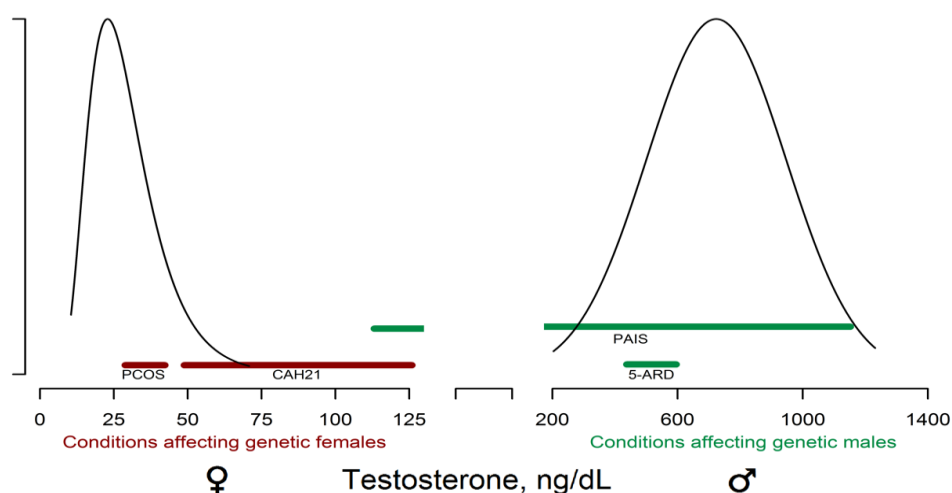 PCOS
CAH21
PAIS
5-ARD
0 25 50 75 100 125 200 600 1000 1400
Conditions affecting genetic females Conditions affecting genetic males
♀ Testosterone, ng/dL ♂